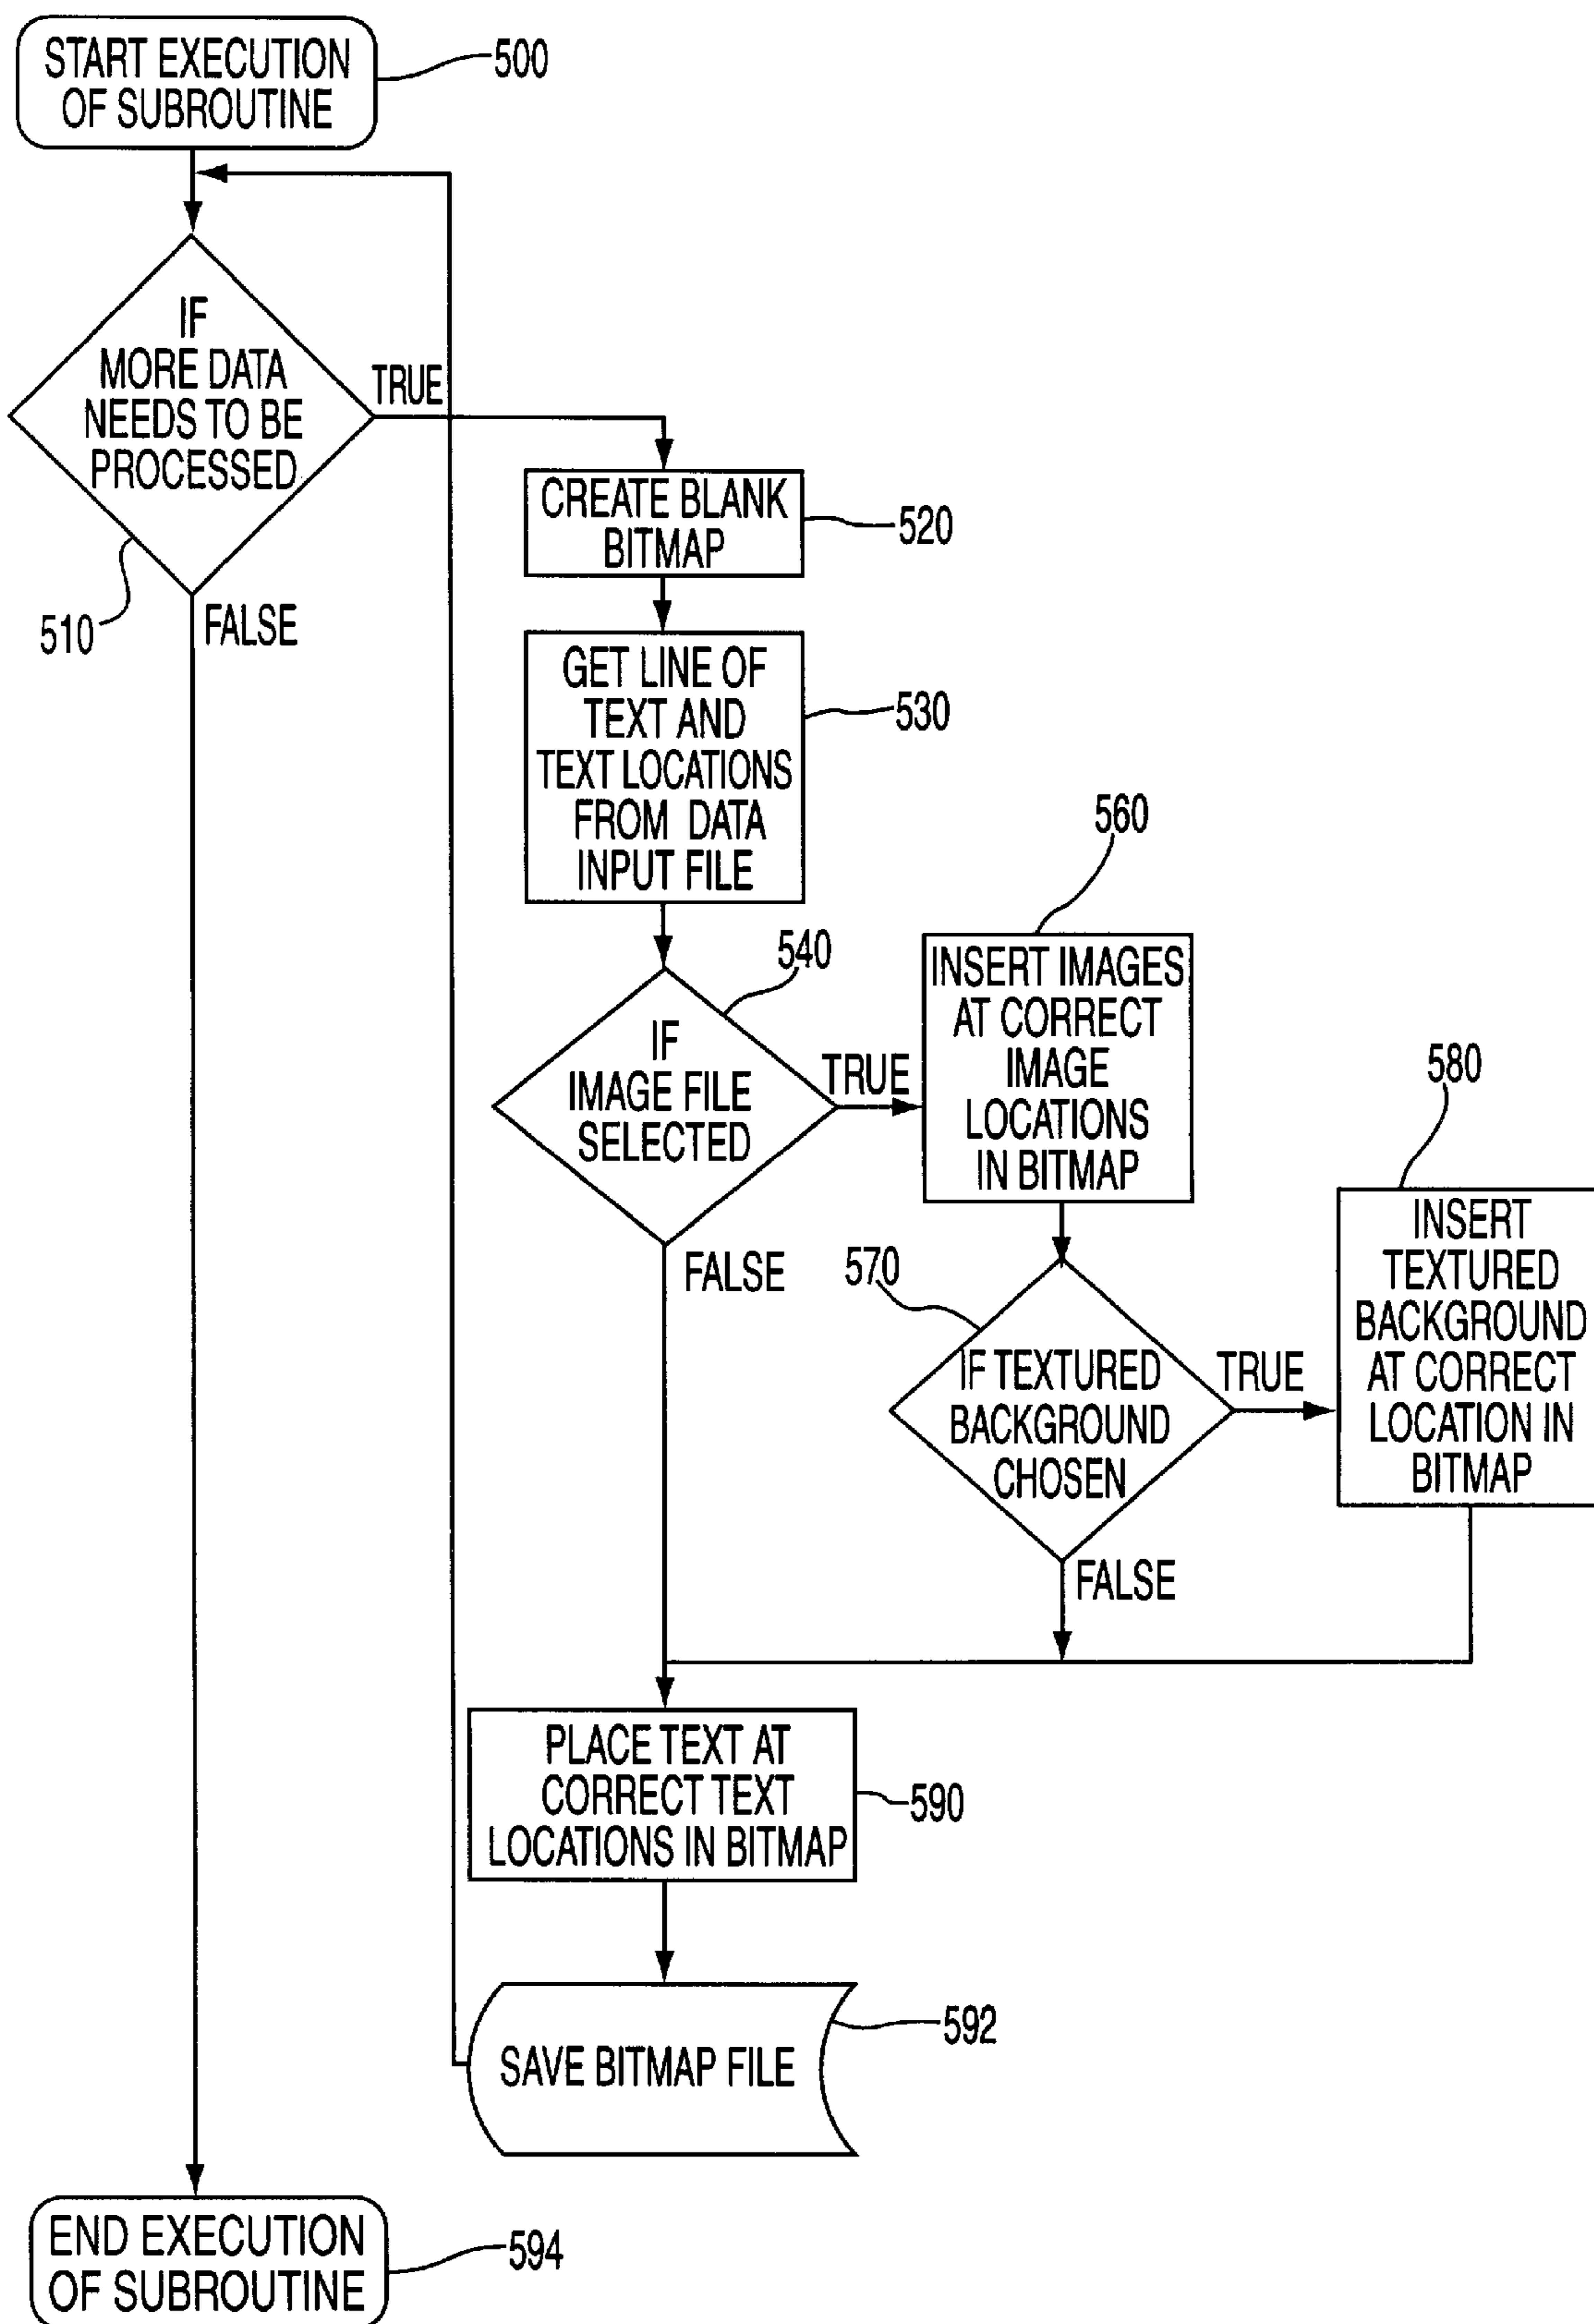 START EXECUTION
OF SUBROUTINE
500
IF
MORE DATA
NEEDS TO BE
PROCESSED
TRUE
510
FALSE
CREATE BLANK
BITMAP
520
GET LINE OF
TEXT AND
TEXT LOCATIONS
FROM DATA
INPUT FILE
530
540
IF
IMAGE FILE
SELECTED
TRUE
FALSE
560
INSERT IMAGES
AT CORRECT
IMAGE
LOCATIONS
IN BITMAP
570
IF TEXTURED
BACKGROUND
CHOSEN
TRUE
FALSE
580
INSERT
TEXTURED
BACKGROUND
AT CORRECT
LOCATION IN
BITMAP
PLACE TEXT AT
CORRECT TEXT
LOCATIONS IN BITMAP
590
SAVE BITMAP FILE
592
END EXECUTION
OF SUBROUTINE
594